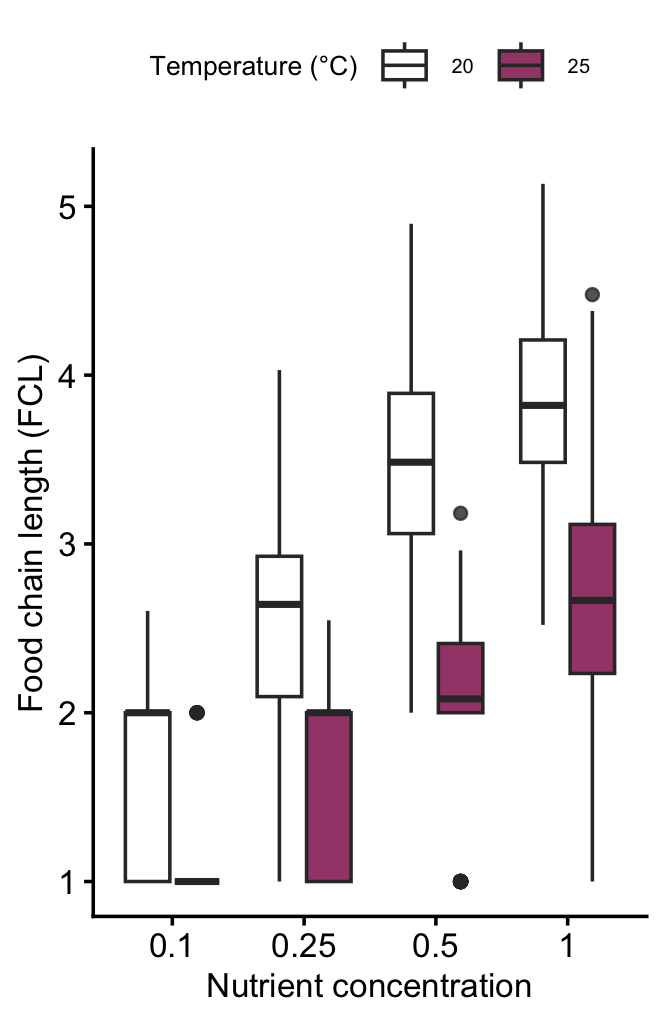 Temperature (°C) 20 25
Food chain length (FCL)
5
4
3
2
1
0.1 0.25 0.5 1
Nutrient concentration